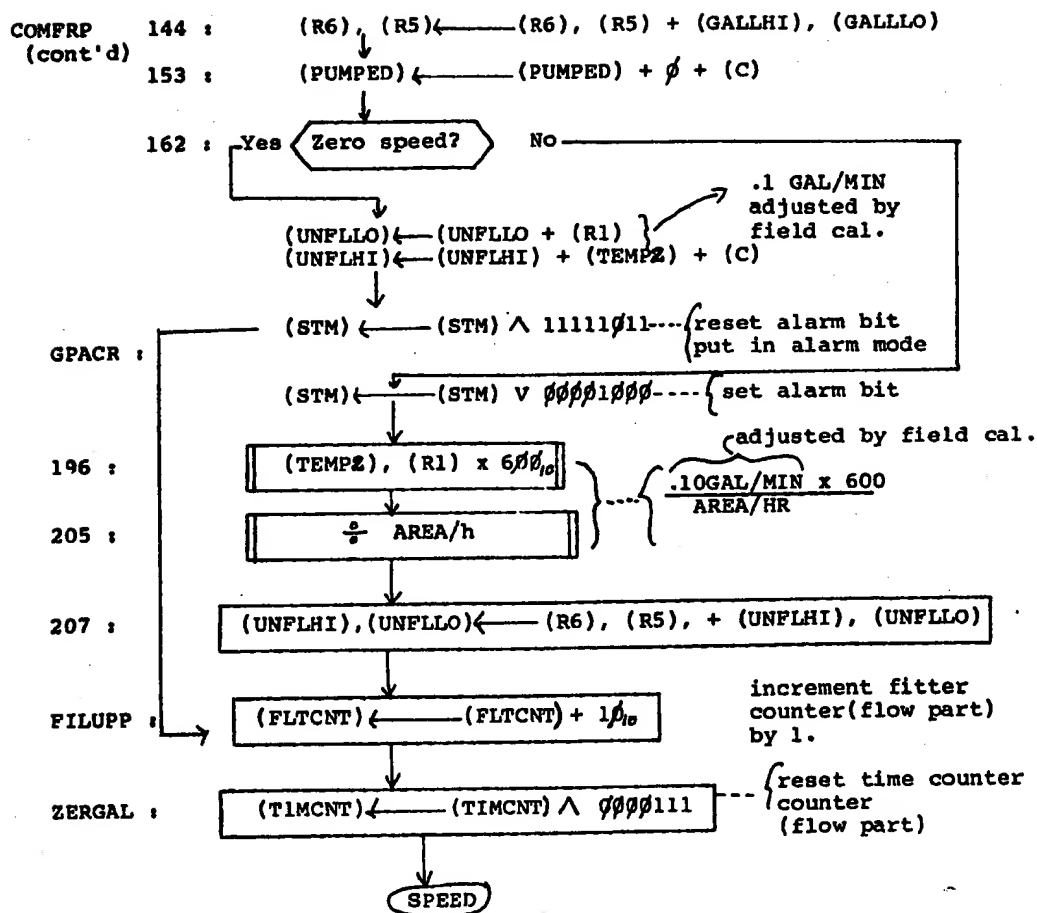 COMFRP 144 : (R6), (R5)⟵ (R6), (R5) + (GALLHI), (GALLLO)
(cont'd)
153 : (PUMPED)⟵ (PUMPED) + ∅ + (C)
162 : Yes Zero speed? No
.1 GAL/MIN
adjusted by
field cal.
(UNFLLO)⟵(UNFLLO + (R1)
(UNFLHI)⟵(UNFLHI) + (TEMP2) + (C)
(STM)⟵ (STM) ∧ 11111∅11----reset alarm bit
put in alarm mode
GPACR :
(STM)⟵ (STM) V ∅∅∅∅1∅∅∅---- set alarm bit
adjusted by field cal.
196 : (TEMP2), (R1) x 6∅∅₁₀ .10GAL/MIN x 600
AREA/HR
205 : ÷ AREA/h
207 : (UNFLHI),(UNFLLO)⟵ (R6), (R5), + (UNFLHI), (UNFLLO)
FILUPP : (FLTCNT)⟵ (FLTCNT) + 1∅₁₀ increment fitter
counter(flow part)
by 1.
ZERGAL : (T1MCNT)⟵ (TIMCNT) ∧ ∅∅∅∅111 ---- reset time counter
counter
(flow part)
SPEED